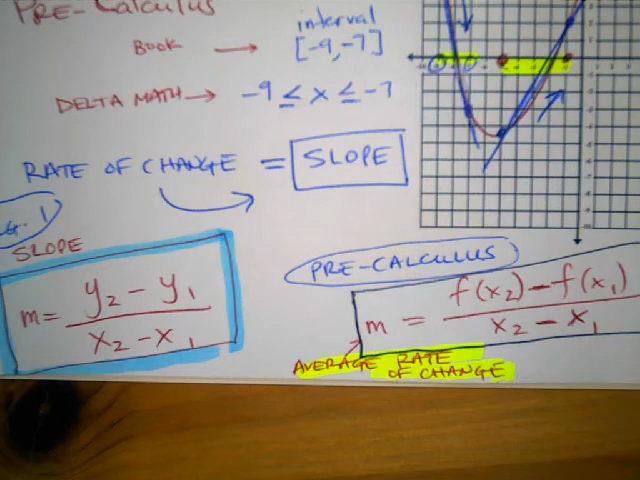 PRE-Calculus
interval
BOOK → [-9,-7]
DELTA MATH → -9 ≤ x ≤ -7
RATE OF CHANGE = SLOPE
G. 1
SLOPE
m = y₂ - y₁ / x₂ - x₁
PRE-CALCULUS
m = f(x₂) - f(x₁) / x₂ - x₁
AVERAGE RATE
OF CHANGE